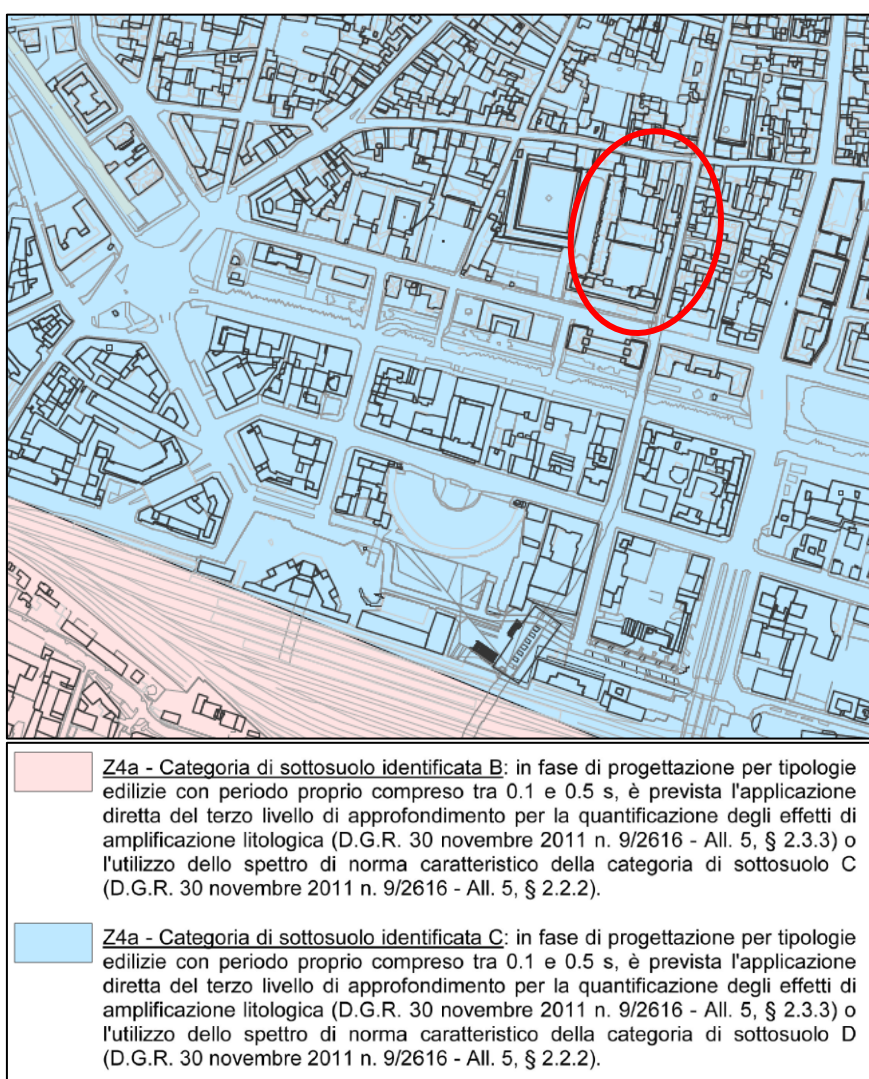 Z4a - Categoria di sottosuolo identificata B: in fase di progettazione per tipologie
edilizie con periodo proprio compreso tra 0.1 e 0.5 s, è prevista l'applicazione
diretta del terzo livello di approfondimento per la quantificazione degli effetti di
amplificazione litologica (D.G.R. 30 novembre 2011 n. 9/2616 - All. 5, § 2.3.3) o
l'utilizzo dello spettro di norma caratteristico della categoria di sottosuolo C
(D.G.R. 30 novembre 2011 n. 9/2616 - All. 5, § 2.2.2).
Z4a - Categoria di sottosuolo identificata C: in fase di progettazione per tipologie
edilizie con periodo proprio compreso tra 0.1 e 0.5 s, è prevista l'applicazione
diretta del terzo livello di approfondimento per la quantificazione degli effetti di
amplificazione litologica (D.G.R. 30 novembre 2011 n. 9/2616 - All. 5, § 2.3.3) o
l'utilizzo dello spettro di norma caratteristico della categoria di sottosuolo D
(D.G.R. 30 novembre 2011 n. 9/2616 - All. 5, § 2.2.2).